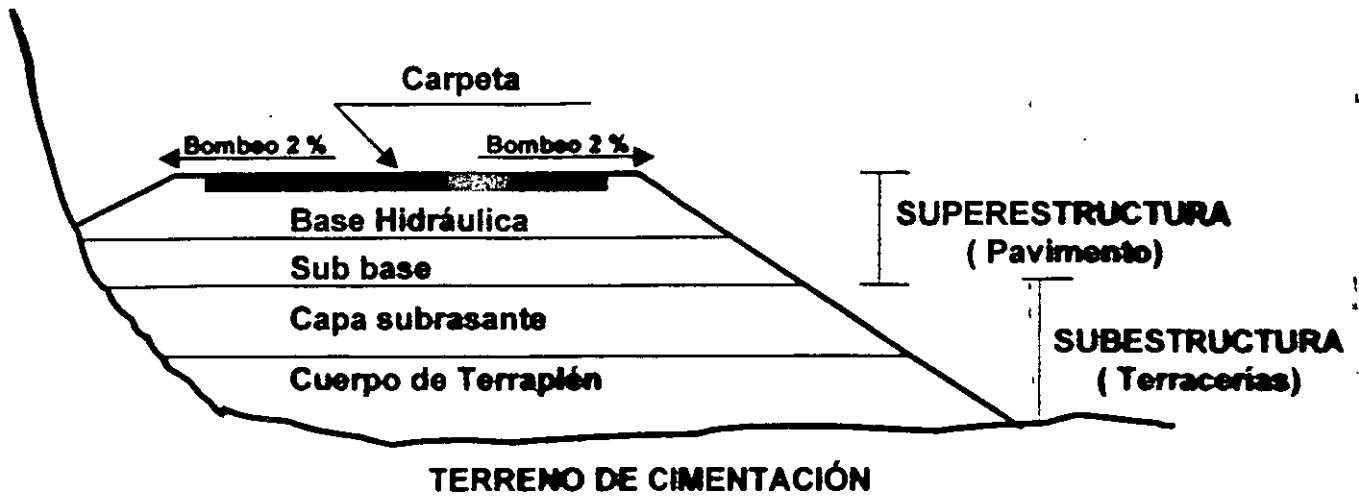 Carpeta
Bombeo 2 %
Bombeo 2 %
Base Hidráulica
Sub base
Capa subrasante
Cuerpo de Terraplén
SUPERESTRUCTURA
( Pavimento)
SUBESTRUCTURA
( Terracerías)
TERRENO DE CIMENTACIÓN